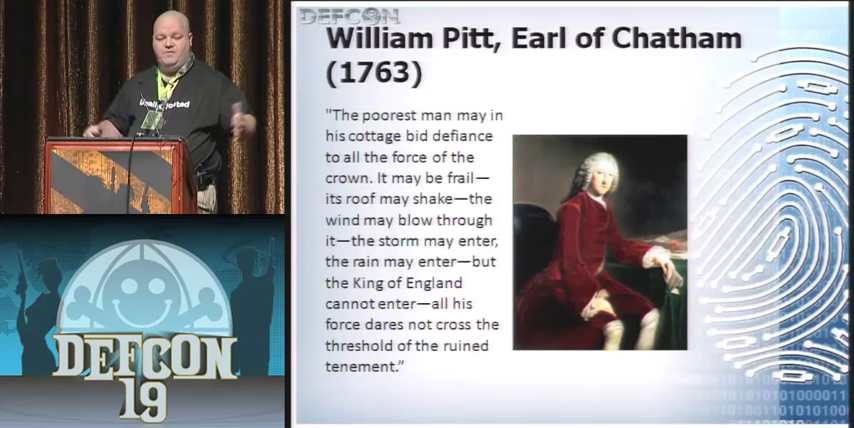 DEFCON
William Pitt, Earl of Chatham
(1763)
"The poorest man may in
his cottage bid defiance
to all the force of the
crown. It may be frail—
its roof may shake—the
wind may blow through
it—the storm may enter,
the rain may enter—but
the King of England
cannot enter—all his
force dares not cross the
threshold of the ruined
tenement.”
DEFCON
19